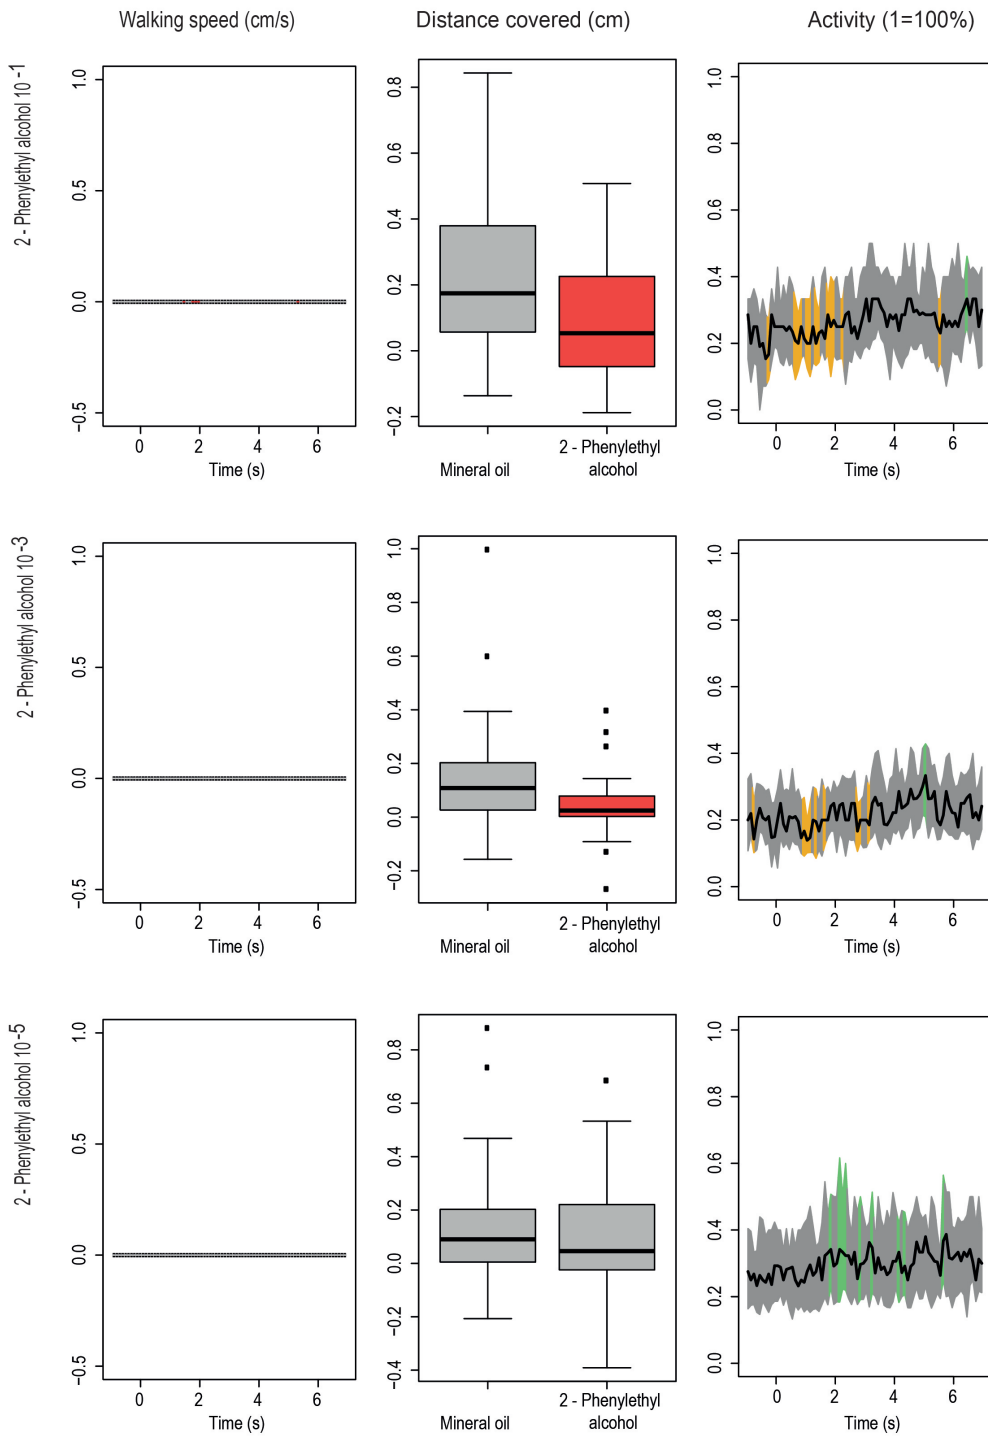 Walking speed (cm/s)
Distance covered (cm)
Activity (1=100%)
2 - Phenylethyl alcohol 10 -1
1.0
0.5
0.0
-0.5
0 2 4 6
Time (s)
0.8
0.6
0.4
0.2
0.0
-0.2
Mineral oil
2 - Phenylethyl
alcohol
1.0
0.8
0.6
0.4
0.2
0.0
0 2 4 6
Time (s)
2 - Phenylethyl alcohol 10 -3
1.0
0.5
0.0
-0.5
0 2 4 6
Time (s)
1.0
0.8
0.6
0.4
0.2
0.0
-0.2
Mineral oil
2 - Phenylethyl
alcohol
1.0
0.8
0.6
0.4
0.2
0.0
0 2 4 6
Time (s)
2 - Phenylethyl alcohol 10 -5
1.0
0.5
0.0
-0.5
0 2 4 6
Time (s)
0.8
0.6
0.4
0.2
0.0
-0.2
-0.4
Mineral oil
2 - Phenylethyl
alcohol
1.0
0.8
0.6
0.4
0.2
0.0
0 2 4 6
Time (s)